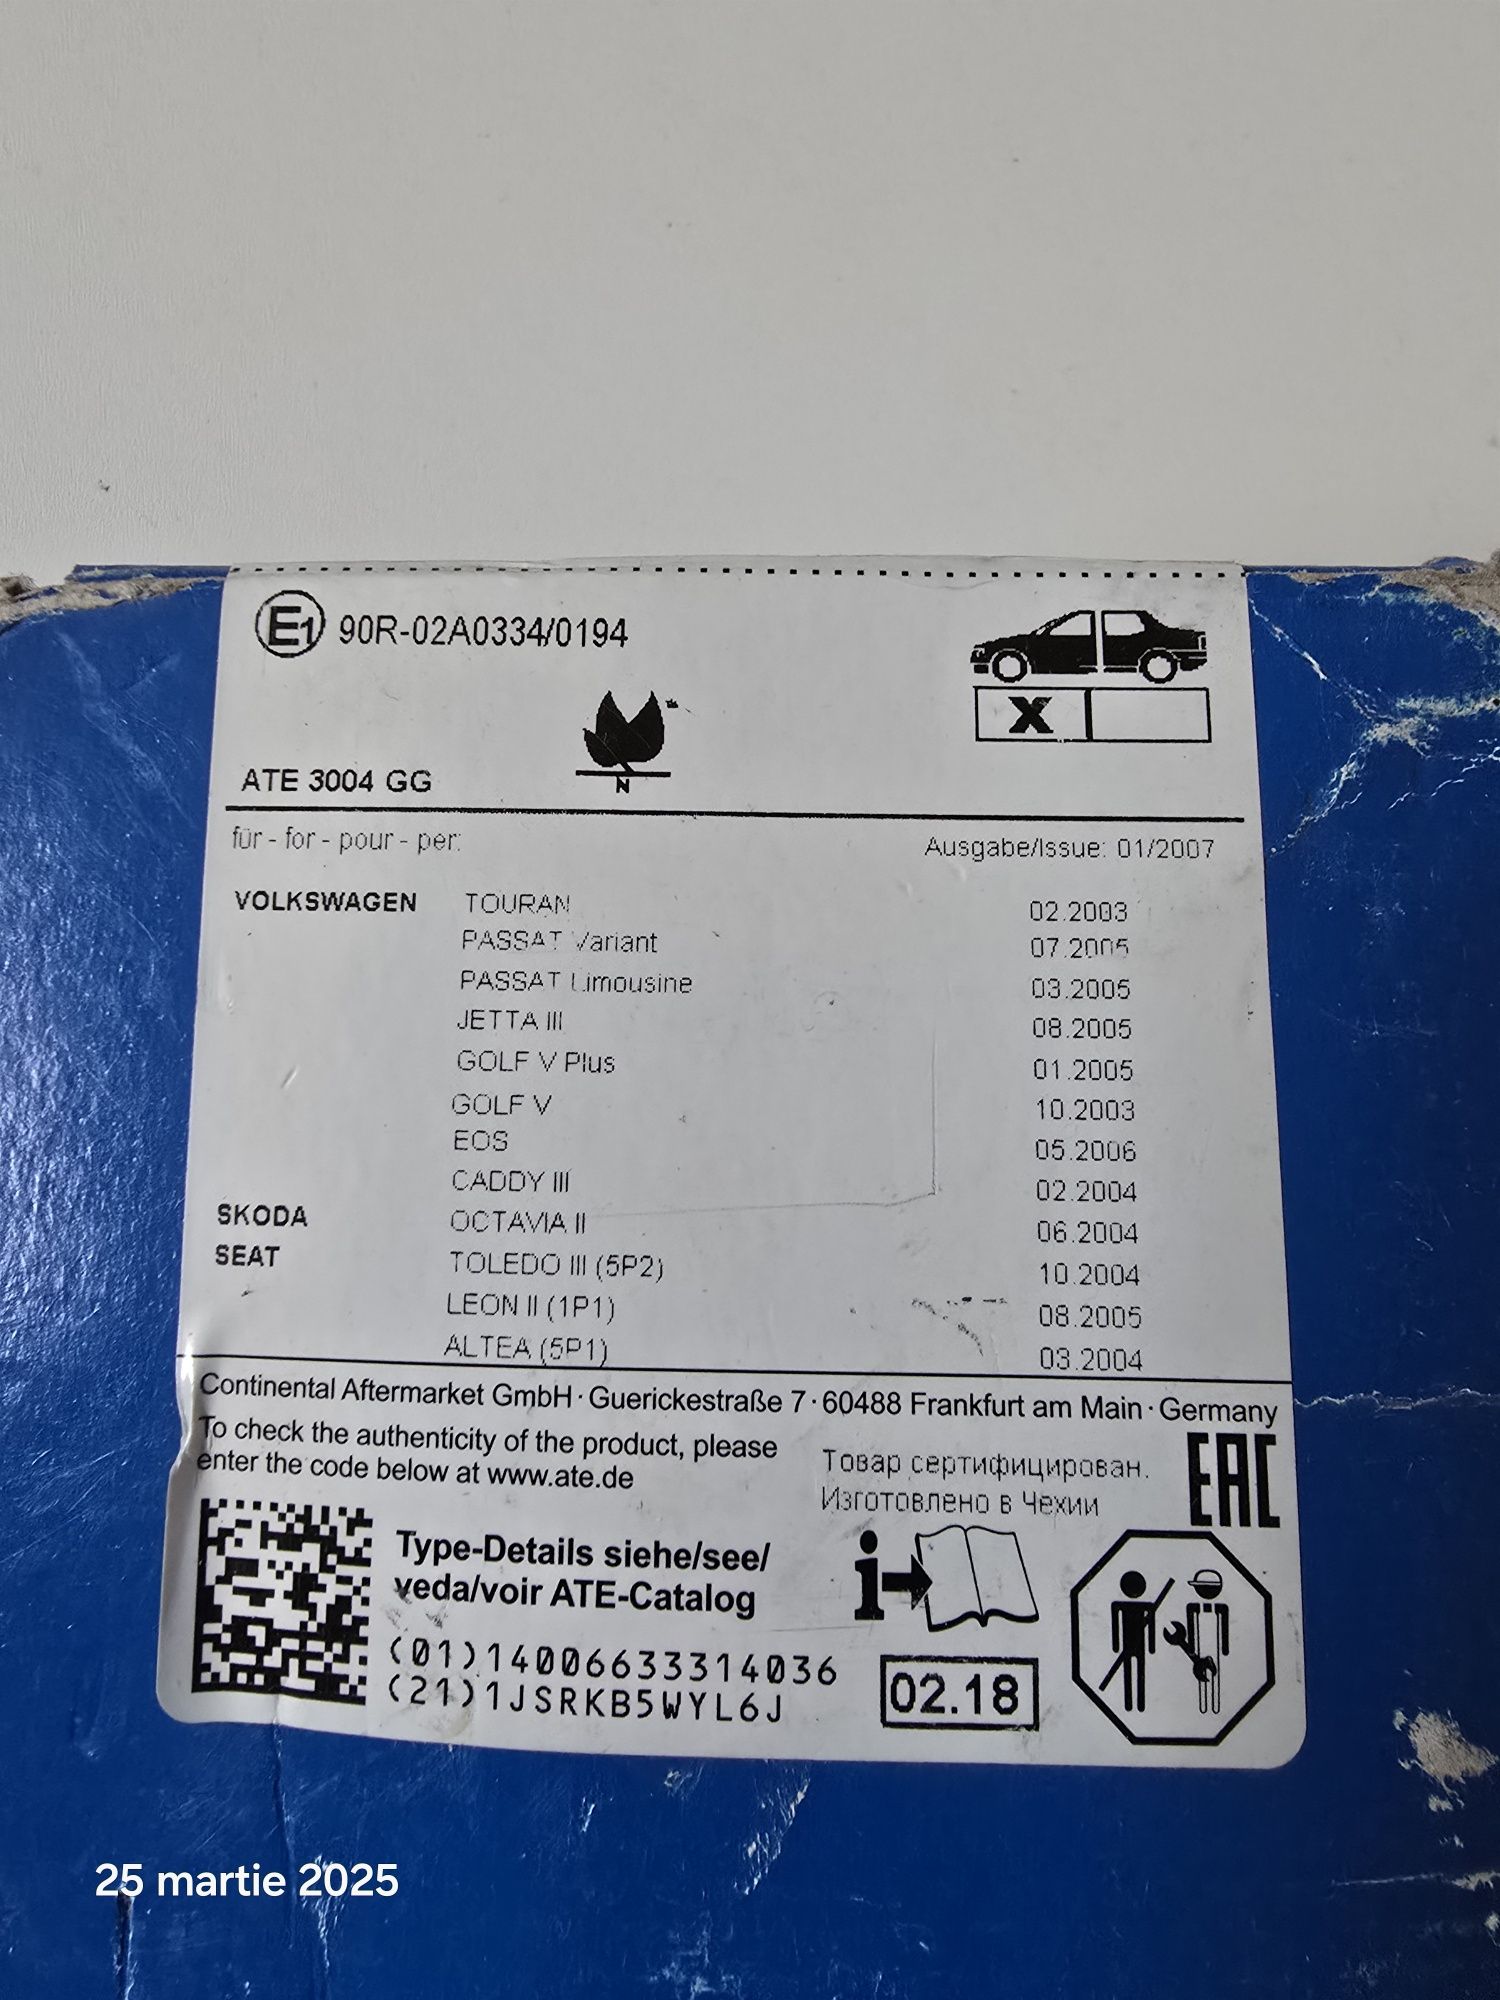 E1 90R-02A0334/0194
X
N
ATE 3004 GG
für - for - pour - per:
Ausgabe/Issue: 01/2007
VOLKSWAGEN TOURAN 02.2003
PASSAT Variant 07.2005
PASSAT Limousine 03.2005
JETTA III 08.2005
GOLF V Plus 01.2005
GOLF V 10.2003
EOS 05.2006
CADDY III 02.2004
SKODA OCTAVIA II 06.2004
SEAT TOLEDO III (5P2) 10.2004
LEON II (1P1) 08.2005
ALTEA (5P1) 03.2004
Continental Aftermarket GmbH · Guerickestraße 7 · 60488 Frankfurt am Main · Germany
To check the authenticity of the product, please
enter the code below at www.ate.de
Товар сертифицирован.
Изготовлено в Чехии
EAC
Type-Details siehe/see/
veda/voir ATE-Catalog
i
(01)14006633314036
(21)1JSRKB5WYL6J
02.18
25 martie 2025